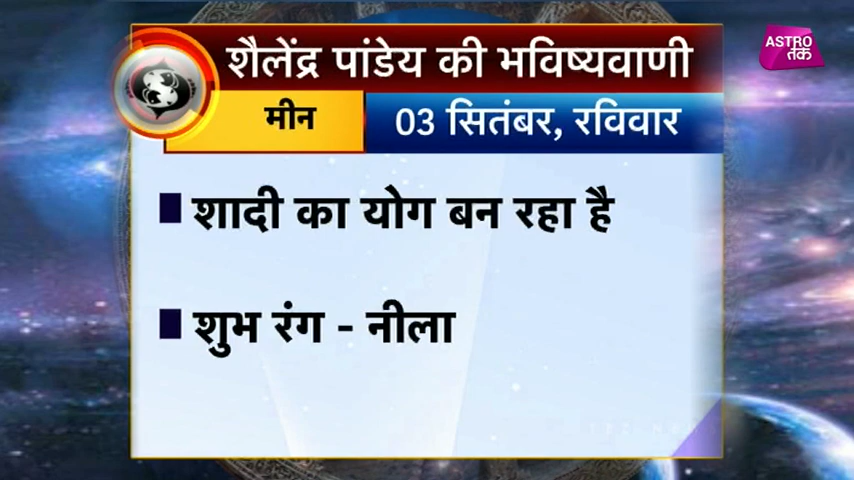 शैलेंद्र पांडेय की भविष्यवाणी
ASTRO
तक
मीन
03 सितंबर, रविवार
शादी का योग बन रहा है
शुभ रंग - नीला